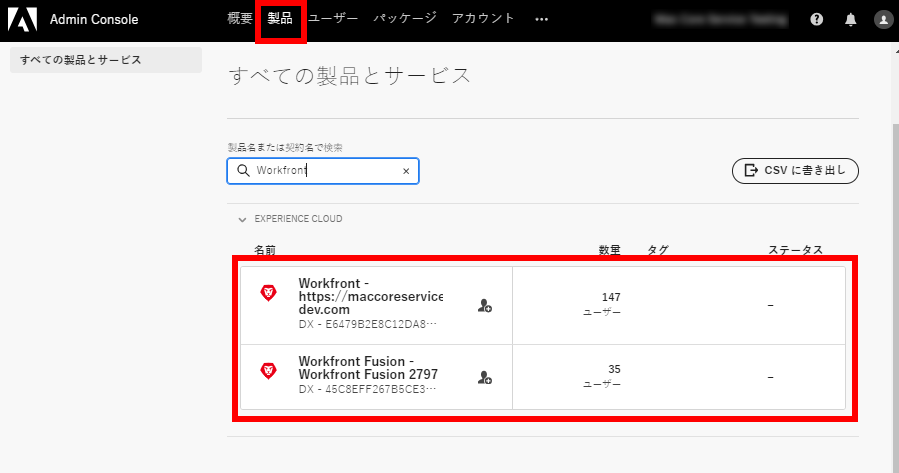 Admin Console 概要 製品 ユーザー パッケージ アカウント •••
すべての製品とサービス
すべての製品とサービス
製品名または契約名で検索
Workfront ×
CSV に書き出し
EXPERIENCE CLOUD
名前 数量 タグ ステータス
Workfront -
https://maccoreservice
dev.com
DX - E6479B2E8C12DA8…
147
ユーザー
–
Workfront Fusion -
Workfront Fusion 2797
DX - 45C8EFF267B5CE3…
35
ユーザー
–